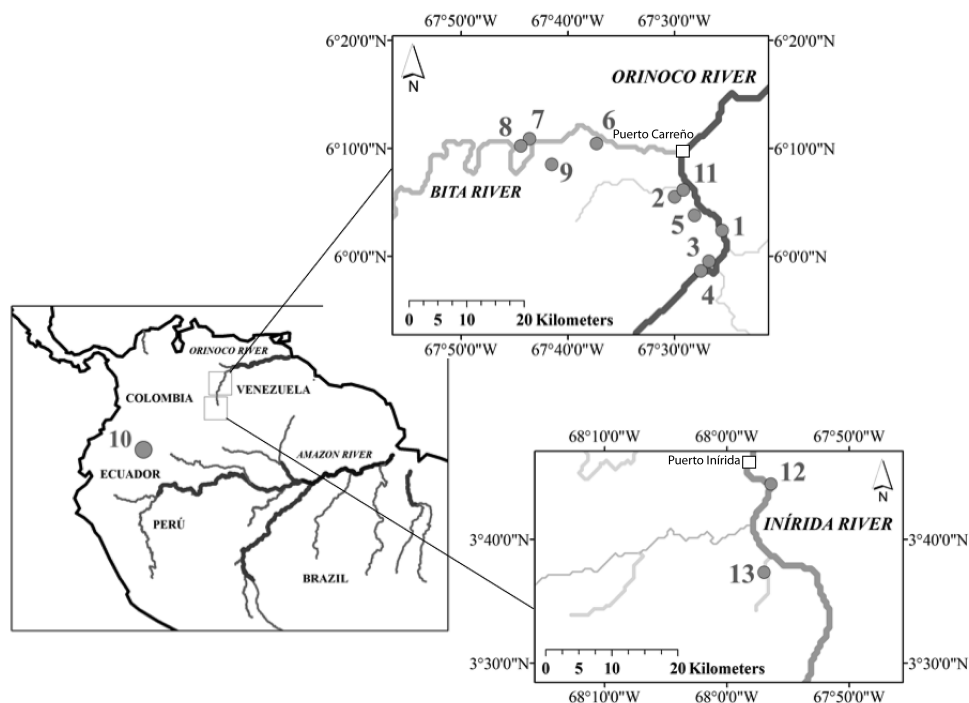 67°50'0"W 67°40'0"W 67°30'0"W
6°20'0"N 6°20'0"N
N
ORINOCO RIVER
8 7 6 Puerto Carreño
6°10'0"N 6°10'0"N
9
BITA RIVER
2 11
5 1
3
6°0'0"N 6°0'0"N
4
0 5 10 20 Kilometers
67°50'0"W 67°40'0"W 67°30'0"W
ORINOCO RIVER
VENEZUELA
COLOMBIA
10
ECUADOR
AMAZON RIVER
PERÚ
BRAZIL
68°10'0"W 68°0'0"W 67°50'0"W
Puerto Inírida
12
N
INÍRIDA RIVER
3°40'0"N 3°40'0"N
13
0 5 10 20 Kilometers
3°30'0"N 3°30'0"N
68°10'0"W 68°0'0"W 67°50'0"W